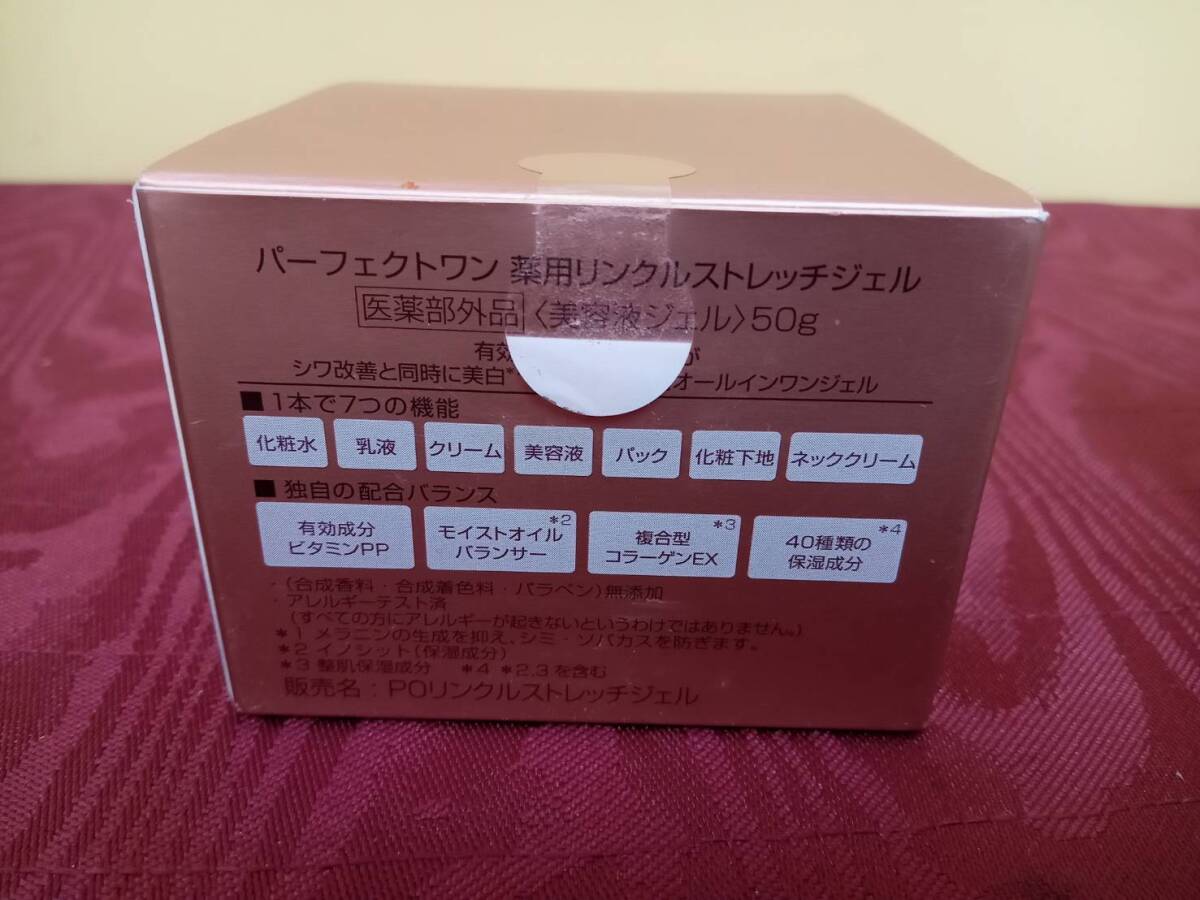 パーフェクトワン 薬用リンクルストレッチジェル
医薬部外品〈美容液ジェル〉50g
有効 が
シワ改善と同時に美白* オールインワンジェル
■ 1本で7つの機能
化粧水 乳液 クリーム 美容液 パック 化粧下地 ネッククリーム
■ 独自の配合バランス
有効成分
ビタミンPP
モイストオイル*2
バランサー
複合型*3
コラーゲンEX
40種類の*4
保湿成分
・(合成香料・合成着色料・パラベン)無添加
・アレルギーテスト済
(すべての方にアレルギーが起きないというわけではありません。)
*1 メラニンの生成を抑え、シミ・ソバカスを防ぎます。
*2 イノシット(保湿成分)
*3 整肌保湿成分 *4 *2.3を含む
販売名：POリンクルストレッチジェル